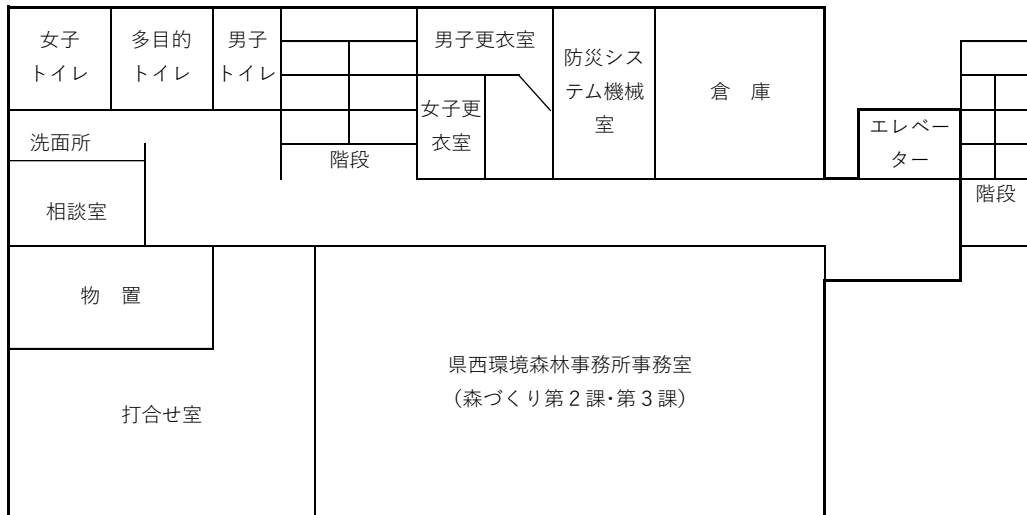 女子
トイレ
多目的
トイレ
男子
トイレ
階段
男子更衣室
女子更
衣室
防災シス
テム機械
室
倉　庫
エレベー
ター
階段
洗面所
相談室
物　置
打合せ室
県西環境森林事務所事務室
（森づくり第２課･第３課）